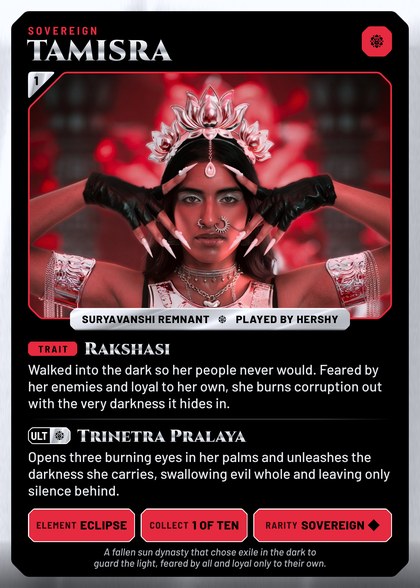 SOVEREIGN
TAMISRA
1
SURYAVANSHI REMNANT PLAYED BY HERSHY
TRAIT RAKSHASI
Walked into the dark so her people never would. Feared by
her enemies and loyal to her own, she burns corruption out
with the very darkness it hides in.
ULT TRINETRA PRALAYA
Opens three burning eyes in her palms and unleashes the
darkness she carries, swallowing evil whole and leaving only
silence behind.
ELEMENT ECLIPSE COLLECT 1 OF TEN RARITY SOVEREIGN ◆
A fallen sun dynasty that chose exile in the dark to
guard the light, feared by all and loyal only to their own.